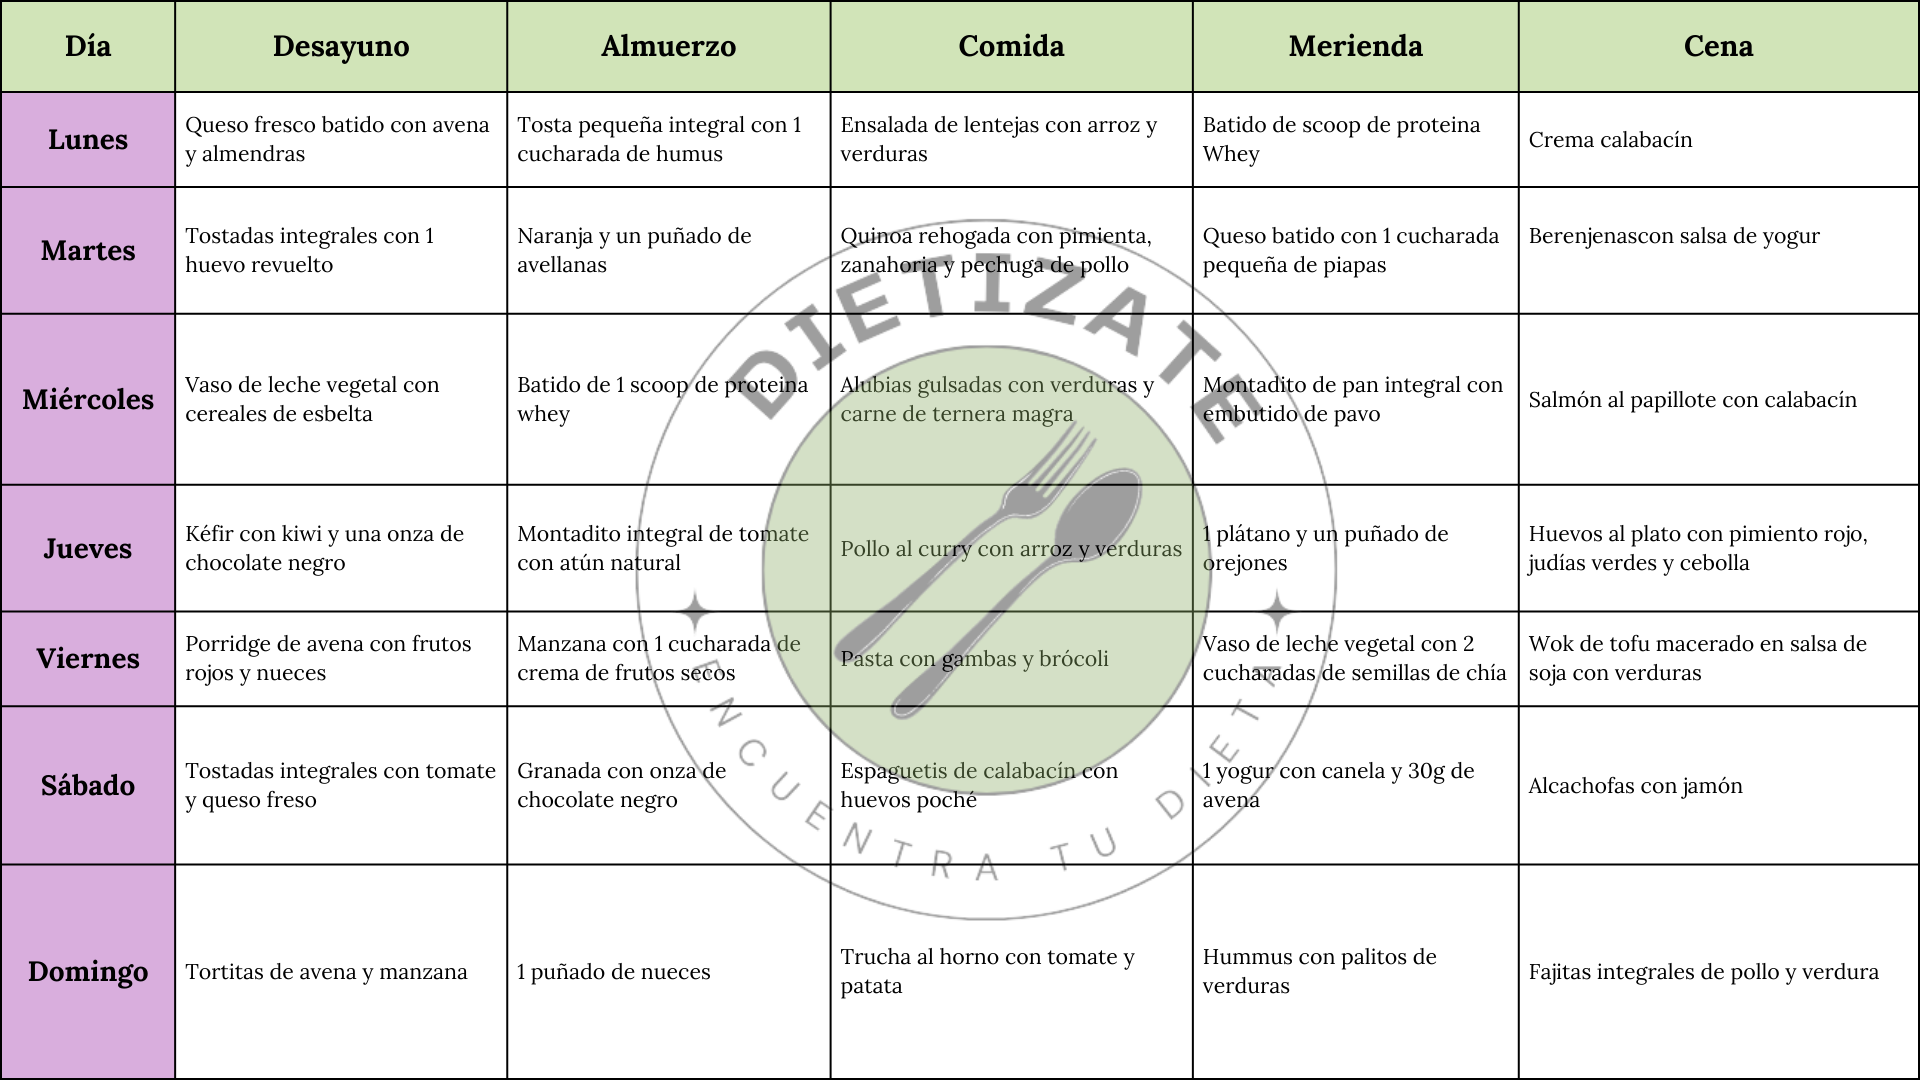 Día
Desayuno
Almuerzo
Comida
Merienda
Cena
Lunes
Queso fresco batido con avena
y almendras
Tosta pequeña integral con 1
cucharada de humus
Ensalada de lentejas con arroz y
verduras
Batido de scoop de proteina
Whey
Crema calabacín
Martes
Tostadas integrales con 1
huevo revuelto
Naranja y un puñado de
avellanas
Quinoa rehogada con pimienta,
zanahoria y pechuga de pollo
Queso batido con 1 cucharada
pequeña de piapas
Berenjenascon salsa de yogur
Miércoles
Vaso de leche vegetal con
cereales de esbelta
Batido de 1 scoop de proteina
whey
Alubias gulsadas con verduras y
carne de ternera magra
Montadito de pan integral con
embutido de pavo
Salmón al papillote con calabacín
Jueves
Kéfir con kiwi y una onza de
chocolate negro
Montadito integral de tomate
con atún natural
Pollo al curry con arroz y verduras
1 plátano y un puñado de
orejones
Huevos al plato con pimiento rojo,
judías verdes y cebolla
Viernes
Porridge de avena con frutos
rojos y nueces
Manzana con 1 cucharada de
crema de frutos secos
Pasta con gambas y brócoli
Vaso de leche vegetal con 2
cucharadas de semillas de chía
Wok de tofu macerado en salsa de
soja con verduras
Sábado
Tostadas integrales con tomate
y queso freso
Granada con onza de
chocolate negro
Espaguetis de calabacín con
huevos poché
1 yogur con canela y 30g de
avena
Alcachofas con jamón
Domingo
Tortitas de avena y manzana
1 puñado de nueces
Trucha al horno con tomate y
patata
Hummus con palitos de
verduras
Fajitas integrales de pollo y verdura
DIETIZATE
ENCUENTRA TU DIETA